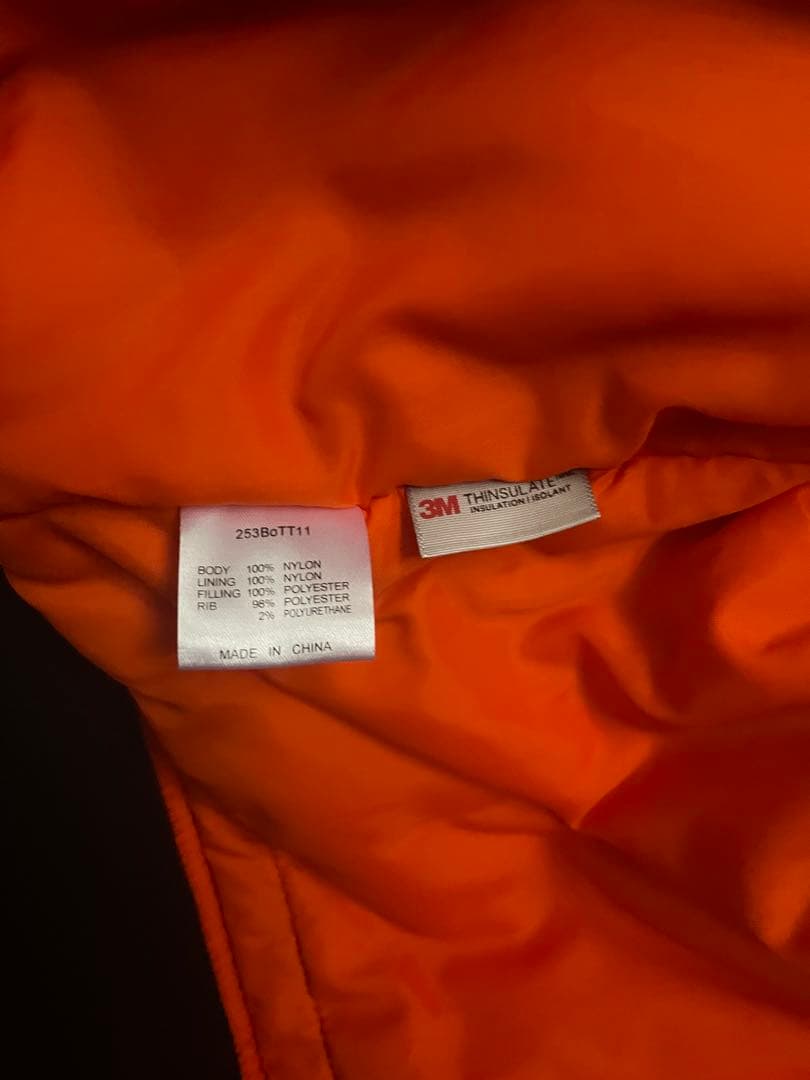 253BoTT11
BODY 100% NYLON
LINING 100% NYLON
FILLING 100% POLYESTER
RIB 98% POLYESTER
2% POLYURETHANE
MADE IN CHINA
3M THINSULATE
INSULATION | ISOLANT